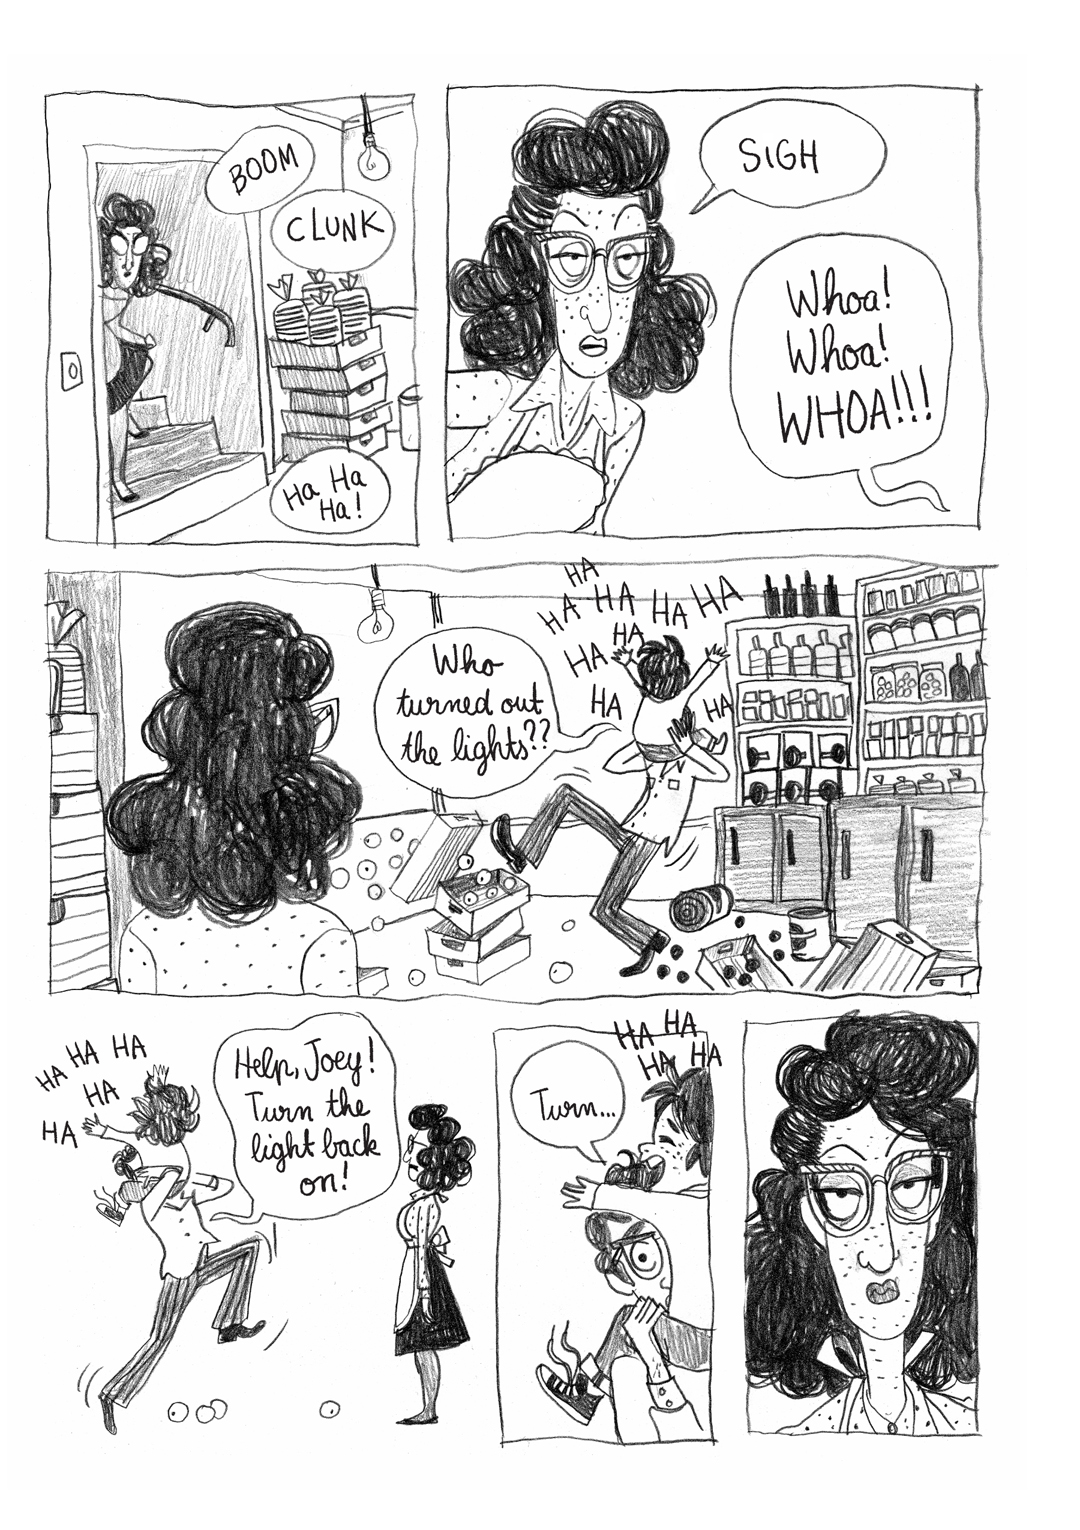 BOOM
CLUNK
Ha Ha
Ha!
SIGH
Whoa!
Whoa!
WHOA!!!
HA
HA HA HA HA
HA
HA
HA
HA
Who
turned out
the lights??
HA HA HA
HA
HA
Help, Joey!
Turn the
light back
on!
HA HA
HA HA
Turn...